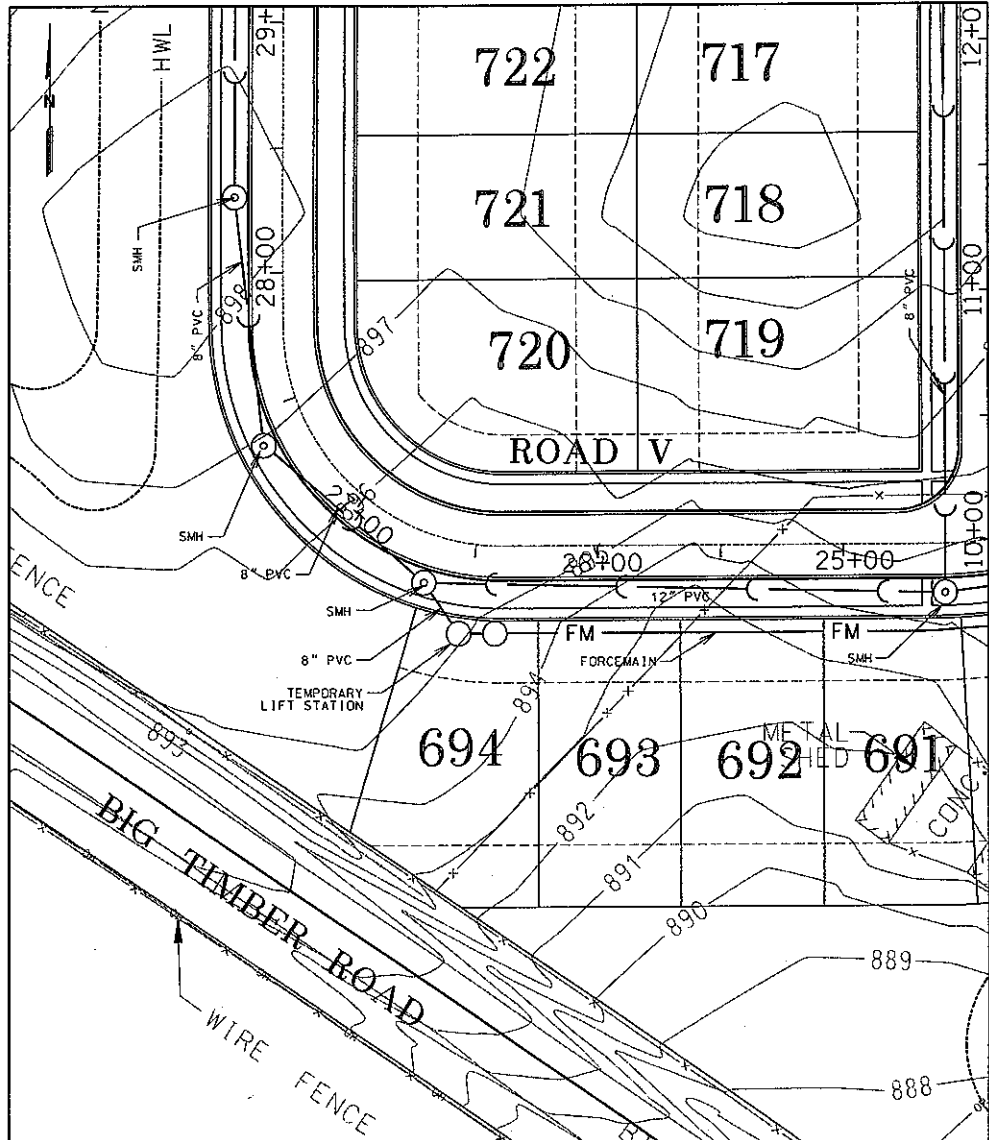 29+
12+0
HWL
N
722
717
SMH
721
718
28+00
11+00
8" PVC
898
8" PVC
897
720
719
ROAD V
SMH
10+00
8" PVC
25+00
FENCE
SMH
12" PVC
8" PVC
FM
FM
FORCEMAIN
SMH
TEMPORARY
LIFT STATION
894
893
694
693
692
691
METAL
SHED
CONC
892
BIG TIMBER ROAD
891
890
889
WIRE FENCE
888